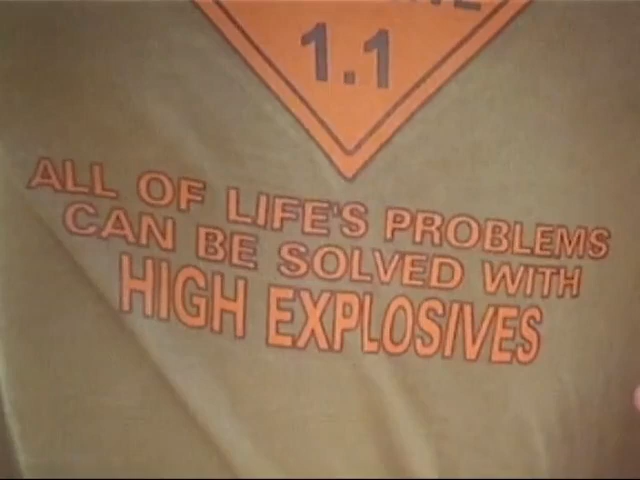 1.1
ALL OF LIFE'S PROBLEMS
CAN BE SOLVED WITH
HIGH EXPLOSIVES